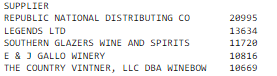 SUPPLIER
REPUBLIC NATIONAL DISTRIBUTING CO 20995
LEGENDS LTD 13634
SOUTHERN GLAZERS WINE AND SPIRITS 11720
E & J GALLO WINERY 10816
THE COUNTRY VINTNER, LLC DBA WINEBOW 10669